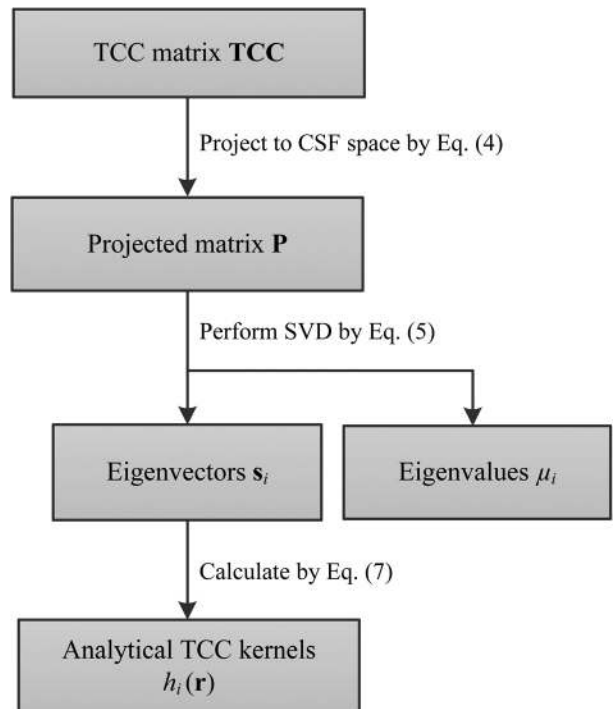 TCC matrix TCC
Project to CSF space by Eq. (4)
Projected matrix P
Perform SVD by Eq. (5)
Eigenvectors s_i
Eigenvalues μ_i
Calculate by Eq. (7)
Analytical TCC kernels
h_i(r)